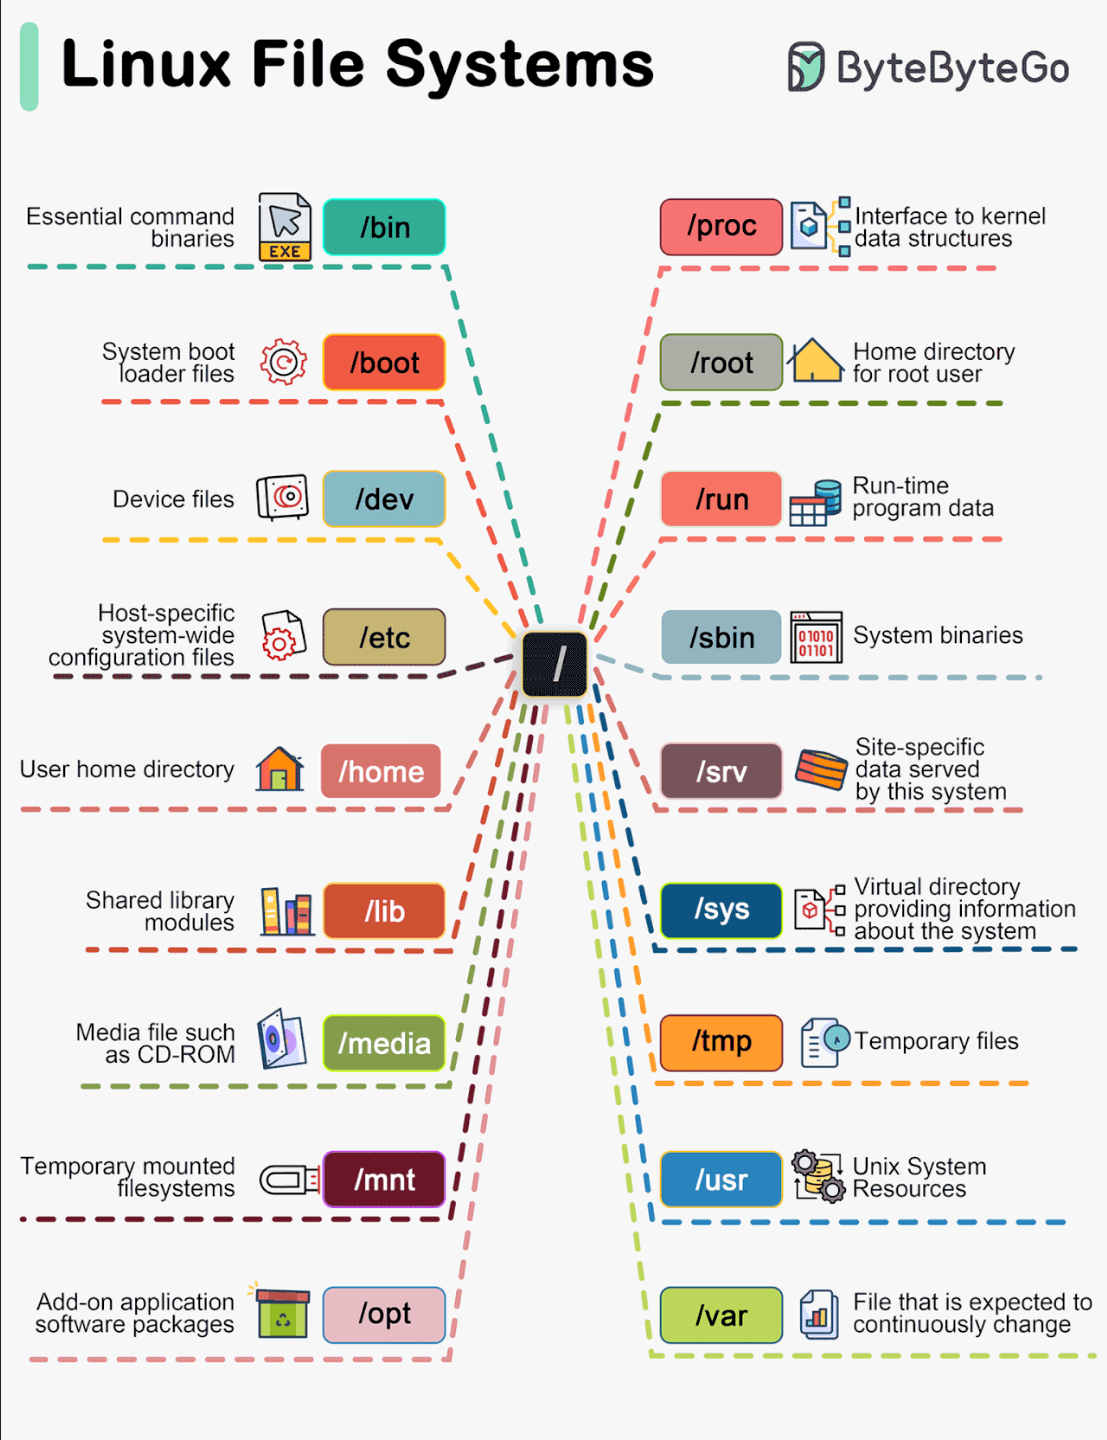 Linux File Systems
ByteByteGo
Essential command
binaries
EXE
/bin
System boot
loader files
/boot
Device files
/dev
Host-specific
system-wide
configuration files
/etc
User home directory
/home
Shared library
modules
/lib
Media file such
as CD-ROM
/media
Temporary mounted
filesystems
/mnt
Add-on application
software packages
/opt
/
/proc
Interface to kernel
data structures
/root
Home directory
for root user
/run
Run-time
program data
/sbin
01010
01101
System binaries
/srv
Site-specific
data served
by this system
/sys
Virtual directory
providing information
about the system
/tmp
Temporary files
/usr
Unix System
Resources
/var
File that is expected to
continuously change